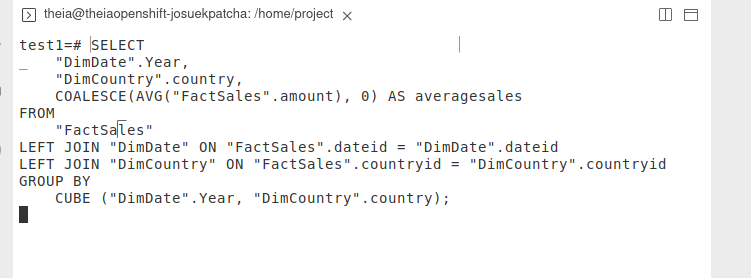 theia@theiaopenshift-josuekpatcha: /home/project
test1=# SELECT
    "DimDate".Year,
    "DimCountry".country,
    COALESCE(AVG("FactSales".amount), 0) AS averagesales
FROM
    "FactSales"
LEFT JOIN "DimDate" ON "FactSales".dateid = "DimDate".dateid
LEFT JOIN "DimCountry" ON "FactSales".countryid = "DimCountry".countryid
GROUP BY
    CUBE ("DimDate".Year, "DimCountry".country);